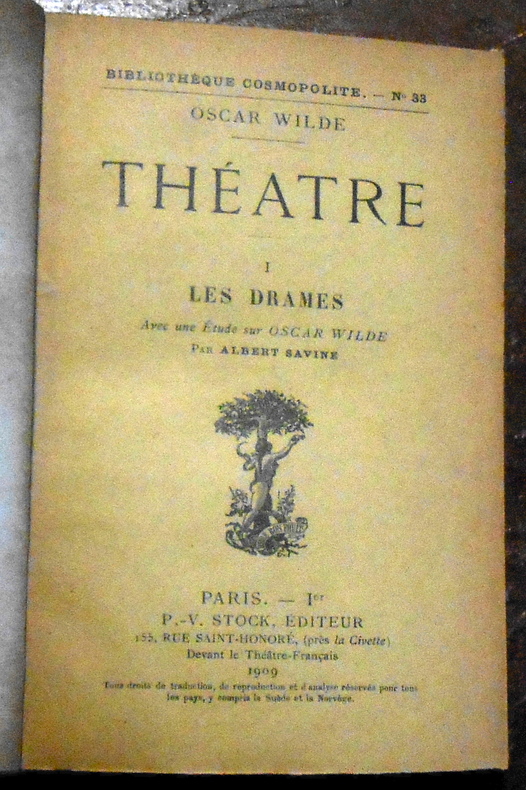 BIBLIOTHÈQUE COSMOPOLITE. — Nº 33
OSCAR WILDE
THÉATRE
I
LES DRAMES
Avec une Étude sur OSCAR WILDE
PAR ALBERT SAVINE
PARIS. — Iᵉʳ
P.-V. STOCK, ÉDITEUR
155, RUE SAINT-HONORÉ, (près la Civette)
Devant le Théâtre-Français
1909
Tous droits de traduction, de reproduction et d'analyse réservés pour tous
les pays, y compris la Suède et la Norvège.